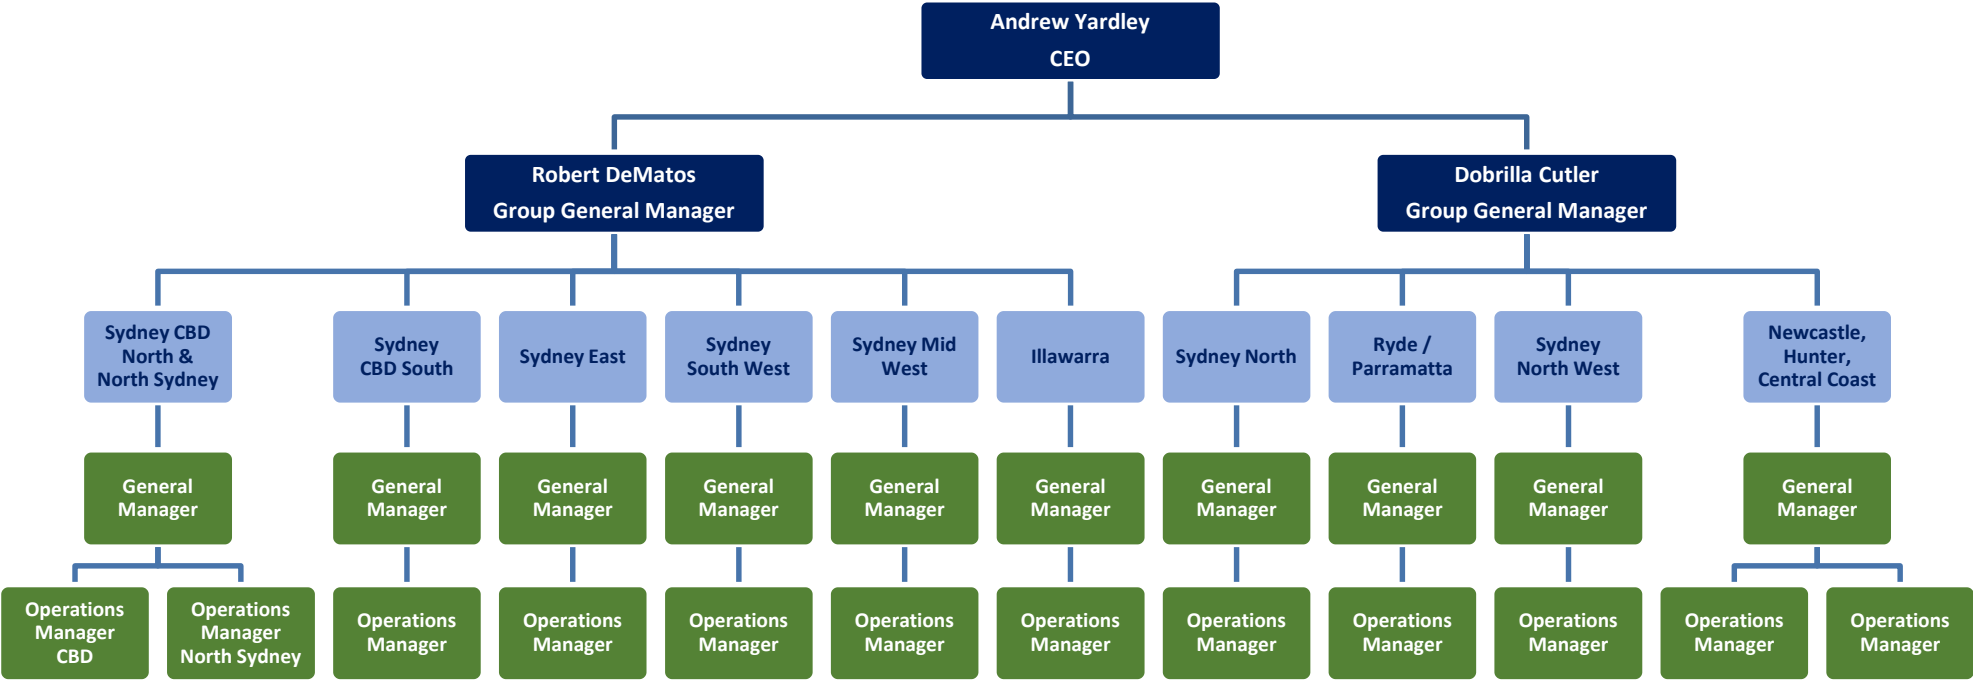 Andrew Yardley
CEO
Robert DeMatos
Group General Manager
Dobrilla Cutler
Group General Manager
Sydney CBD
North &
North Sydney
Sydney
CBD South
Sydney East
Sydney
South West
Sydney Mid
West
Illawarra
Sydney North
Ryde /
Parramatta
Sydney
North West
Newcastle,
Hunter,
Central Coast
General
Manager
General
Manager
General
Manager
General
Manager
General
Manager
General
Manager
General
Manager
General
Manager
General
Manager
General
Manager
Operations
Manager
CBD
Operations
Manager
North Sydney
Operations
Manager
Operations
Manager
Operations
Manager
Operations
Manager
Operations
Manager
Operations
Manager
Operations
Manager
Operations
Manager
Operations
Manager
Operations
Manager